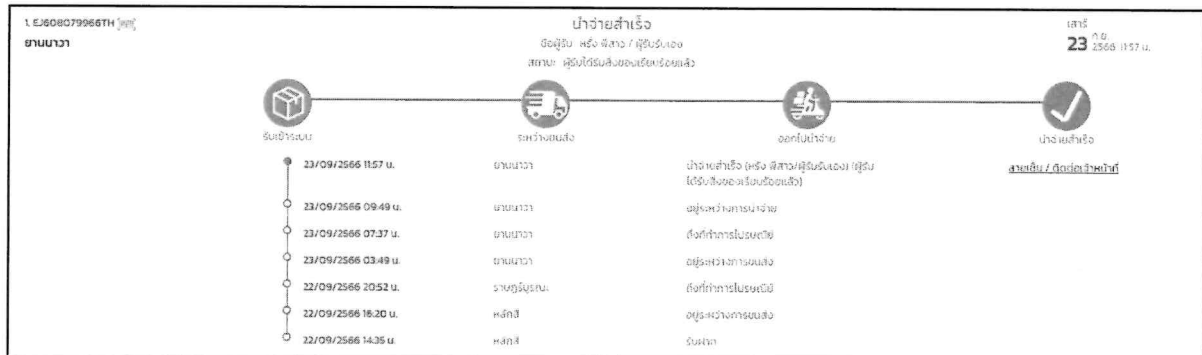 1. EJ608079966TH [คัดลอก]
ยานนาวา
นำจ่ายสำเร็จ
ชื่อผู้รับ : หรั่ง พี่สาว / ผู้รับรับเอง
สถานะ : ผู้รับได้รับสิ่งของเรียบร้อยแล้ว
เสาร์
23 ก.ย. 2566 11:57 น.
รับเข้าระบบ
ระหว่างขนส่ง
ออกไปนำจ่าย
นำจ่ายสำเร็จ
23/09/2566 11:57 น. ยานนาวา นำจ่ายสำเร็จ (หรั่ง พี่สาว/ผู้รับรับเอง) (ผู้รับ
ได้รับสิ่งของเรียบร้อยแล้ว)
ลายเซ็น / ติดต่อเจ้าหน้าที่
23/09/2566 09:49 น. ยานนาวา อยู่ระหว่างการนำจ่าย
23/09/2566 07:37 น. ยานนาวา ถึงที่ทำการไปรษณีย์
23/09/2566 03:49 น. ยานนาวา อยู่ระหว่างการขนส่ง
22/09/2566 20:52 น. ราษฎร์บูรณะ ถึงที่ทำการไปรษณีย์
22/09/2566 16:20 น. หลักสี่ อยู่ระหว่างการขนส่ง
22/09/2566 14:35 น. หลักสี่ รับฝาก